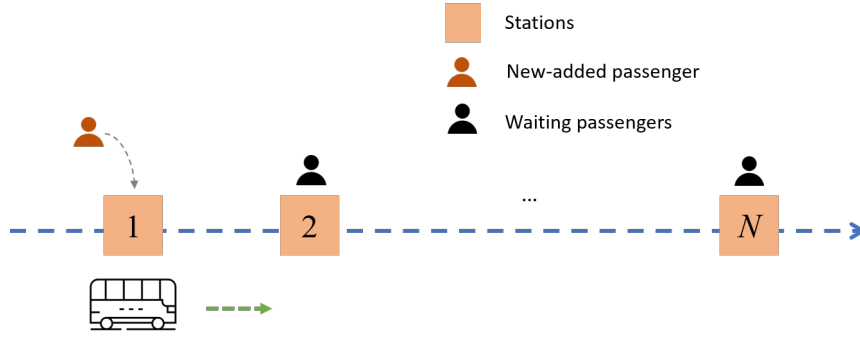 Stations
New-added passenger
Waiting passengers
...
1
2
N